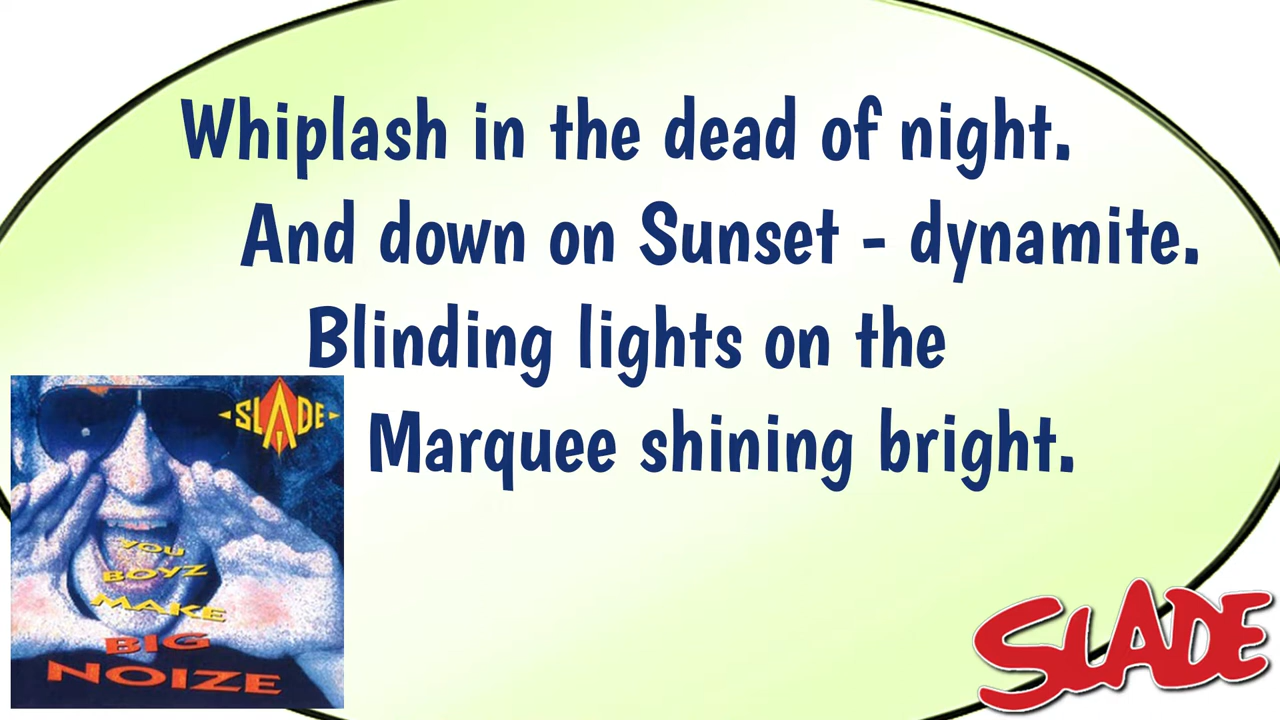 Whiplash in the dead of night.
And down on Sunset - dynamite.
Blinding lights on the
Marquee shining bright.
SLADE
YOU
BOYZ
MAKE
BIG
NOIZE
SLADE